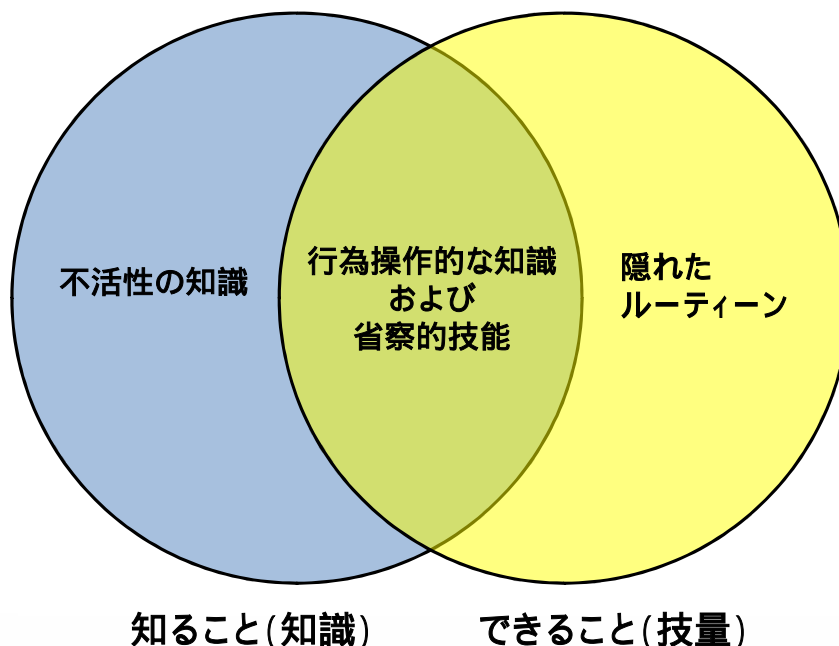 不活性の知識
行為操作的な知識
および
省察的技能
隠れた
ルーティーン
知ること(知識)
できること(技量)